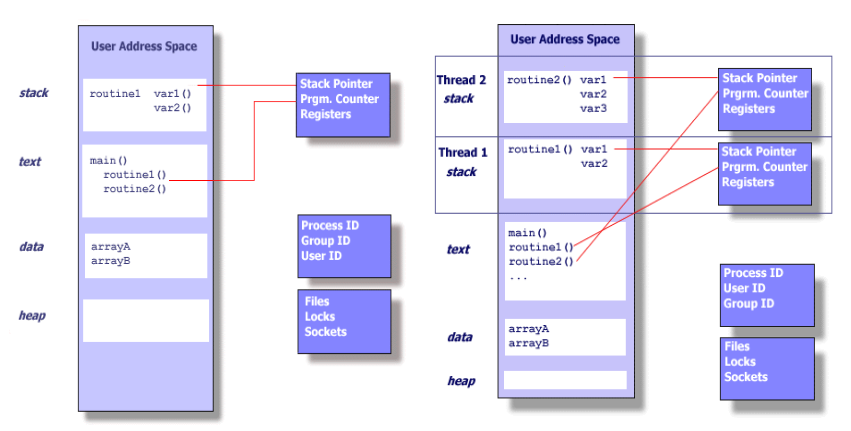 User Address Space
stack
routine1 var1()
var2()
Stack Pointer
Prgm. Counter
Registers
text
main()
routine1()
routine2()
data
arrayA
arrayB
heap
Process ID
Group ID
User ID
Files
Locks
Sockets
User Address Space
Thread 2
stack
routine2() var1
var2
var3
Stack Pointer
Prgrm. Counter
Registers
Thread 1
stack
routine1() var1
var2
Stack Pointer
Prgrm. Counter
Registers
text
main()
routine1()
routine2()
...
data
arrayA
arrayB
heap
Process ID
User ID
Group ID
Files
Locks
Sockets